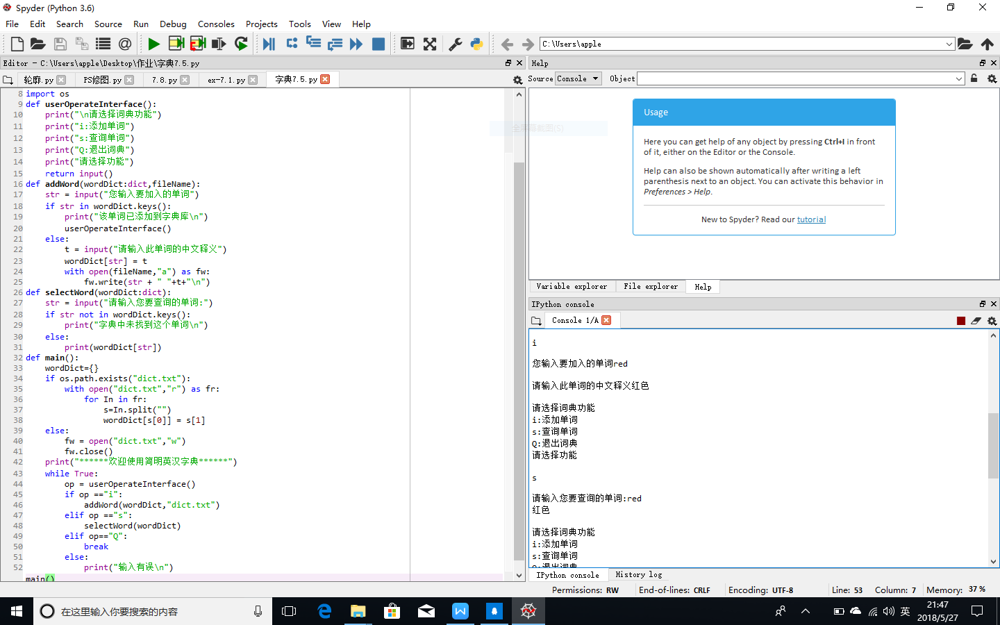 Spyder (Python 3.6)
File Edit Search Source Run Debug Consoles Projects Tools View Help
C:\Users\apple
Editor - C:\Users\apple\Desktop\作业\字典7.5.py
轮廓.py PS修图.py 7.8.py ex-7.1.py 字典7.5.py
8 import os
9 def userOperateInterface():
10 print("\n请选择词典功能")
11 print("i:添加单词")
12 print("s:查询单词")
13 print("Q:退出词典")
14 print("请选择功能")
15 return input()
16 def addWord(wordDict:dict,fileName):
17 str = input("您输入要加入的单词")
18 if str in wordDict.keys():
19 print("该单词已添加到字典库\n")
20 userOperateInterface()
21 else:
22 t = input("请输入此单词的中文释义")
23 wordDict[str] = t
24 with open(fileName,"a") as fw:
25 fw.write(str + " "+t+"\n")
26 def selectWord(wordDict:dict):
27 str = input("请输入您要查询的单词:")
28 if str not in wordDict.keys():
29 print("字典中未找到这个单词\n")
30 else:
31 print(wordDict[str])
32 def main():
33 wordDict={}
34 if os.path.exists("dict.txt"):
35 with open("dict.txt","r") as fr:
36 for In in fr:
37 s=In.split("")
38 wordDict[s[0]] = s[1]
39 else:
40 fw = open("dict.txt","w")
41 fw.close()
42 print("******欢迎使用简明英汉字典******")
43 while True:
44 op = userOperateInterface()
45 if op =="i":
46 addWord(wordDict,"dict.txt")
47 elif op =="s":
48 selectWord(wordDict)
49 elif op=="Q":
50 break
51 else:
52 print("输入有误\n")
main()
全屏幕截图(S)
Help
Source Console Object
Usage
Here you can get help of any object by pressing Ctrl+I in front
of it, either on the Editor or the Console.
Help can also be shown automatically after writing a left
parenthesis next to an object. You can activate this behavior in
Preferences > Help.
New to Spyder? Read our tutorial
Variable explorer File explorer Help
IPython console
Console 1/A
i
您输入要加入的单词red
请输入此单词的中文释义红色
请选择词典功能
i:添加单词
s:查询单词
Q:退出词典
请选择功能
s
请输入您要查询的单词:red
红色
请选择词典功能
i:添加单词
s:查询单词
Q:退出词典
IPython console History log
Permissions: RW End-of-lines: CRLF Encoding: UTF-8 Line: 53 Column: 7 Memory: 37 %
在这里输入你要搜索的内容
英
21:47
2018/5/27